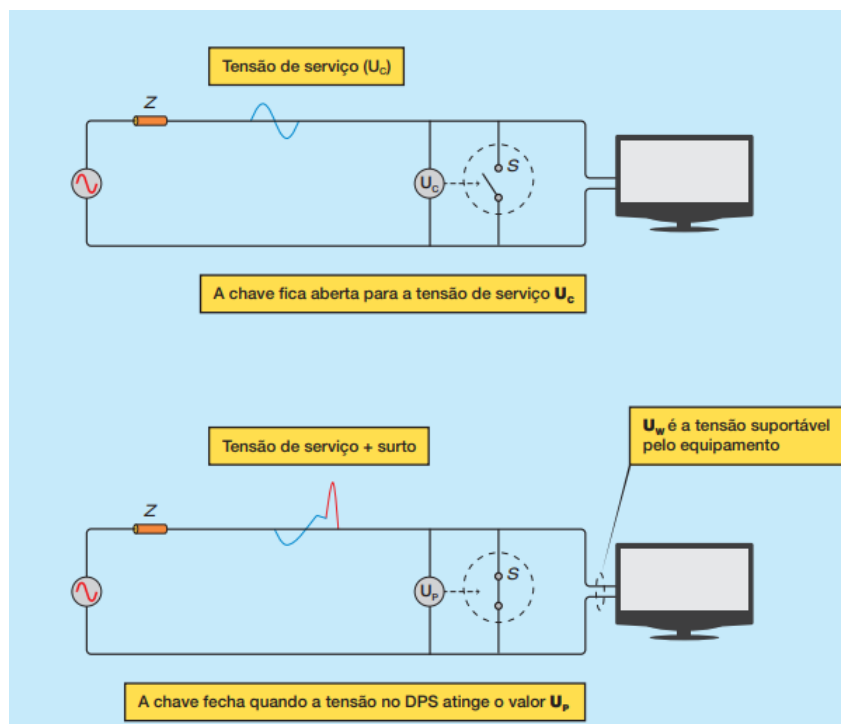 Tensão de serviço (Uc)
Z
S
Uc
A chave fica aberta para a tensão de serviço Uc
Tensão de serviço + surto
Uw é a tensão suportável
pelo equipamento
Z
S
Up
A chave fecha quando a tensão no DPS atinge o valor Up